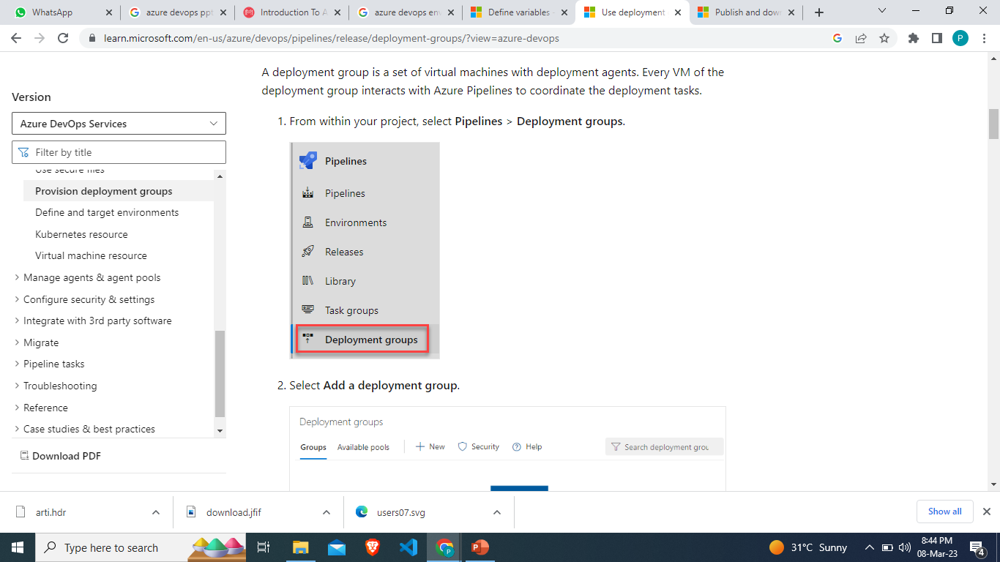 WhatsApp
azure devops ppt
Introduction To A
azure devops env
Define variables -
Use deployment
Publish and dow
learn.microsoft.com/en-us/azure/devops/pipelines/release/deployment-groups/?view=azure-devops
P
Version
Azure DevOps Services
Filter by title
Use secure files
Provision deployment groups
Define and target environments
Kubernetes resource
Virtual machine resource
Manage agents & agent pools
Configure security & settings
Integrate with 3rd party software
Migrate
Pipeline tasks
Troubleshooting
Reference
Case studies & best practices
Download PDF
A deployment group is a set of virtual machines with deployment agents. Every VM of the
deployment group interacts with Azure Pipelines to coordinate the deployment tasks.
1. From within your project, select Pipelines > Deployment groups.
Pipelines
Pipelines
Environments
Releases
Library
Task groups
Deployment groups
2. Select Add a deployment group.
Deployment groups
Groups Available pools New Security Help Search deployment grou
arti.hdr
download.jfif
users07.svg
Show all
Type here to search
31°C Sunny
8:44 PM
08-Mar-23
4